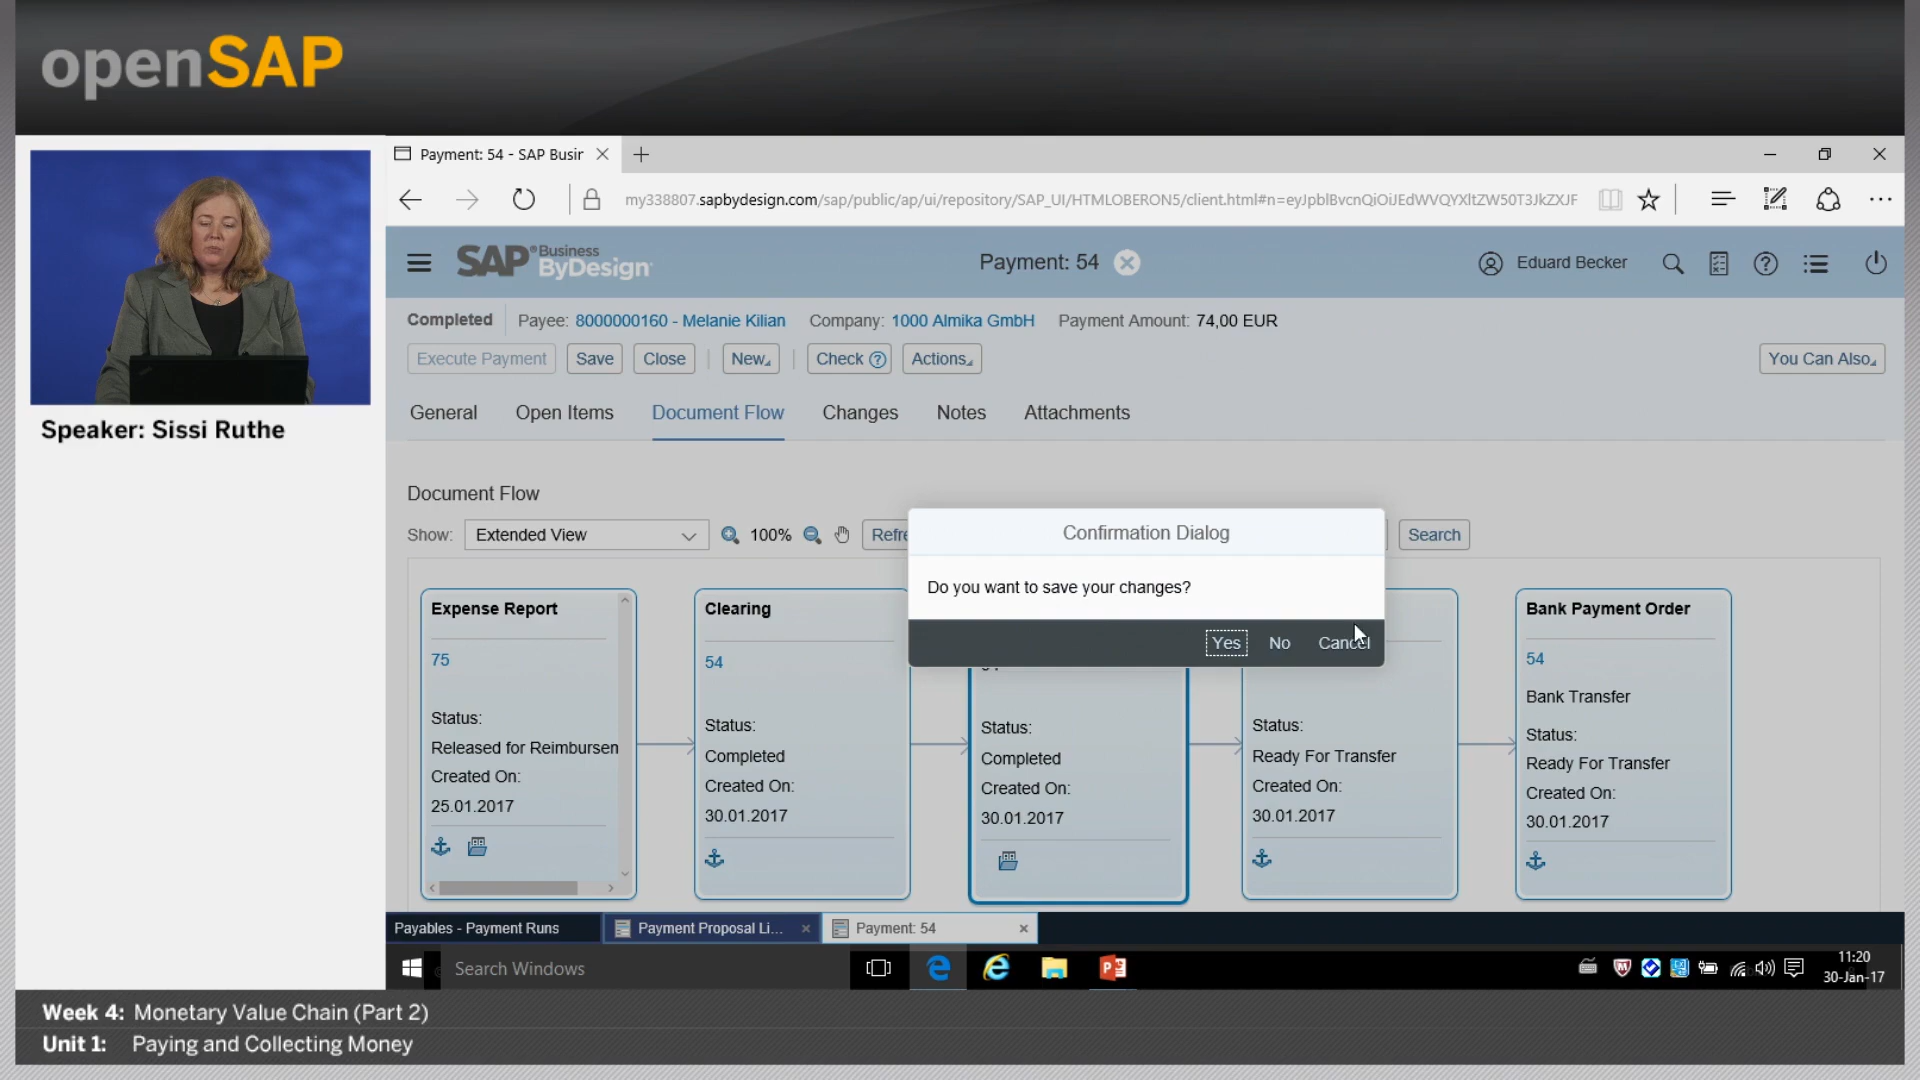 openSAP
Speaker: Sissi Ruthe
Payment: 54 - SAP Busir
my338807.sapbydesign.com/sap/public/ap/ui/repository/SAP_UI/HTMLOBERON5/client.html#n=eyJpblBvcnQiOiJEdWVQYXltZW50T3JkZXJF
SAP Business ByDesign
Payment: 54
Eduard Becker
Completed Payee: 8000000160 - Melanie Kilian Company: 1000 Almika GmbH Payment Amount: 74,00 EUR
Execute Payment Save Close New Check Actions You Can Also
General Open Items Document Flow Changes Notes Attachments
Document Flow
Show: Extended View 100% Refre Search
Confirmation Dialog
Do you want to save your changes?
Yes No Cancel
Expense Report
75
Status:
Released for Reimbursen
Created On:
25.01.2017
Clearing
54
Status:
Completed
Created On:
30.01.2017
Status:
Completed
Created On:
30.01.2017
Status:
Ready For Transfer
Created On:
30.01.2017
Bank Payment Order
54
Bank Transfer
Status:
Ready For Transfer
Created On:
30.01.2017
Payables - Payment Runs Payment Proposal Li... Payment: 54
Search Windows
11:20
30-Jan-17
Week 4: Monetary Value Chain (Part 2)
Unit 1: Paying and Collecting Money